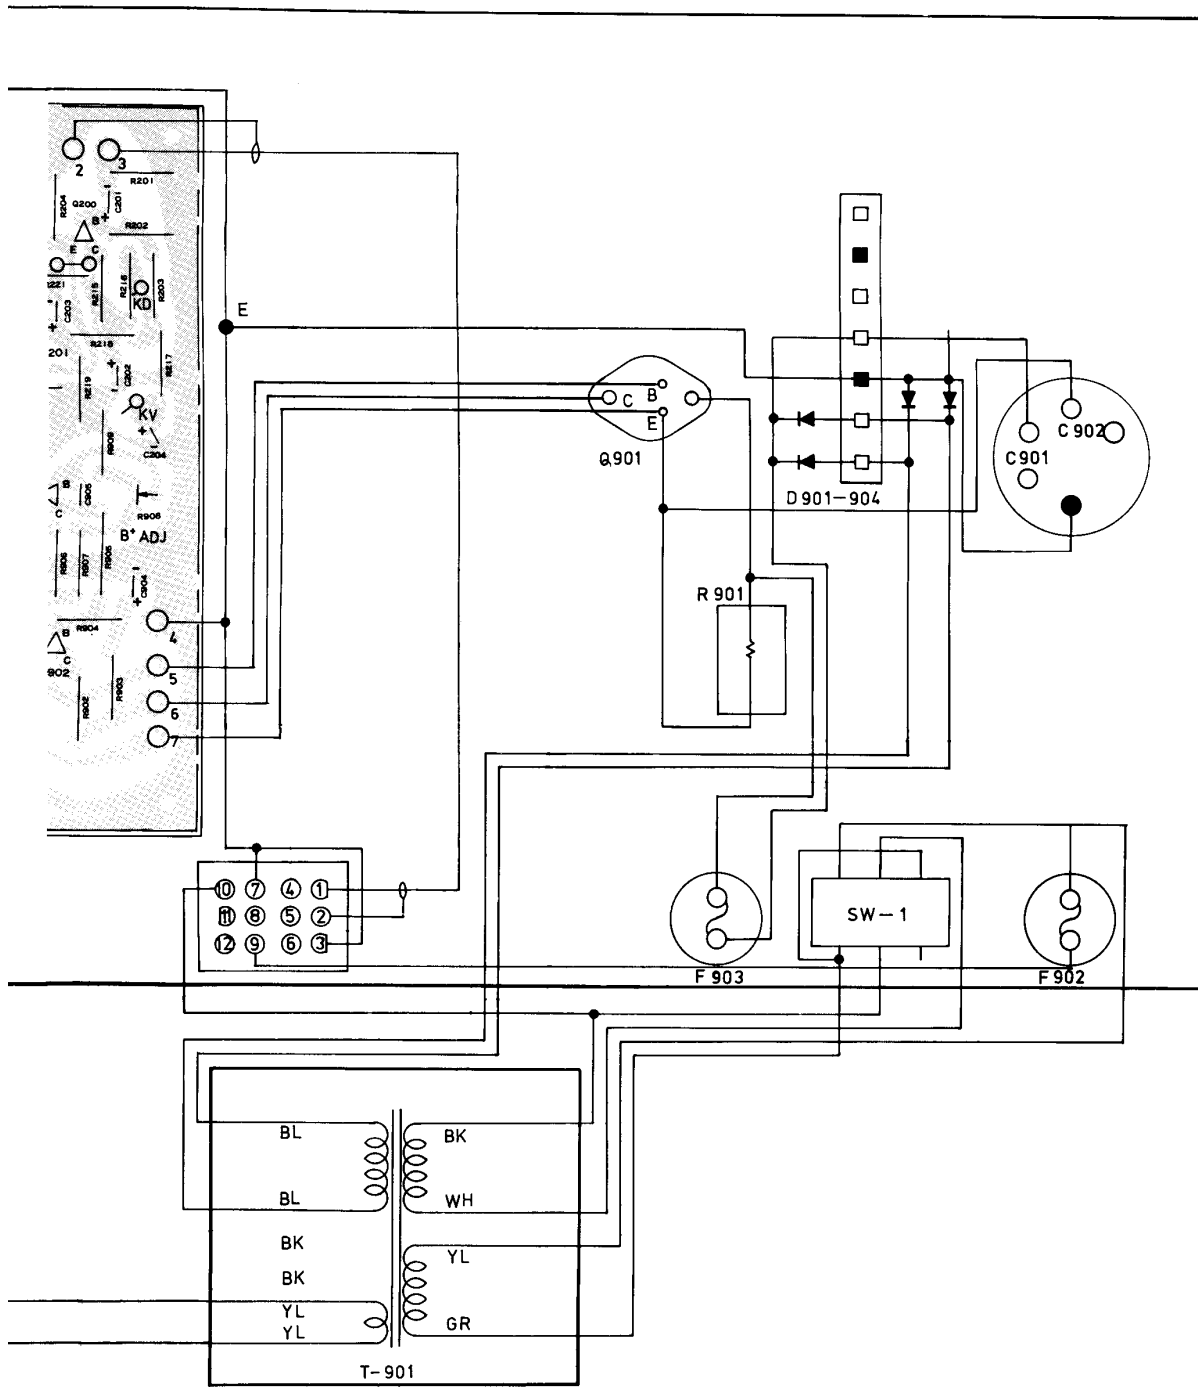 2 3
R201
R204
Q200
C201
B
+
R202
E C
R215
R216
R203
KD
C203
+
E
R218
201
R217
R219
C202
+
KV
+
C204
R909
B
C
E
Q901
D901-904
C901
C902
B
C
C905
R908
B+ ADJ
R906
R907
R905
C904
+
R901
4
R904
B
C
902
5
R903
R902
6
7
10 7 4 1
11 8 5 2
12 9 6 3
SW-1
F903
F902
BL
BK
BL
WH
BK
YL
BK
YL
YL
GR
T-901